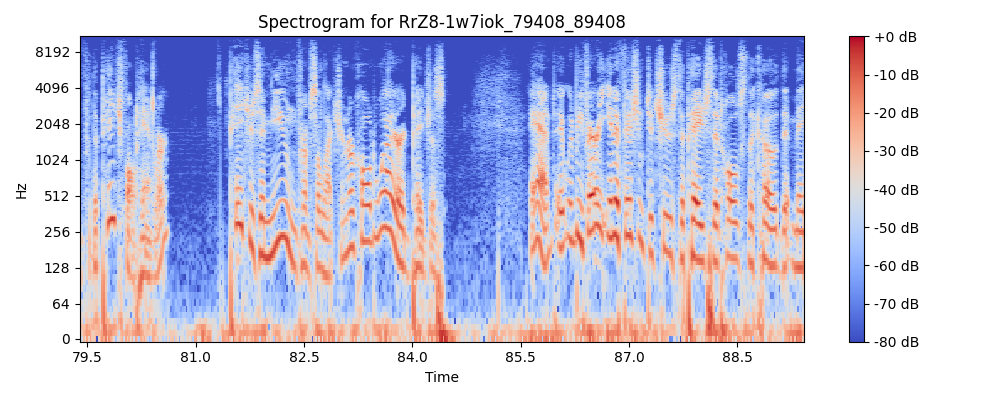 Spectrogram for RrZ8-1w7iok_79408_89408
Hz
8192
4096
2048
1024
512
256
128
64
0
79.5 81.0 82.5 84.0 85.5 87.0 88.5
Time
+0 dB
-10 dB
-20 dB
-30 dB
-40 dB
-50 dB
-60 dB
-70 dB
-80 dB